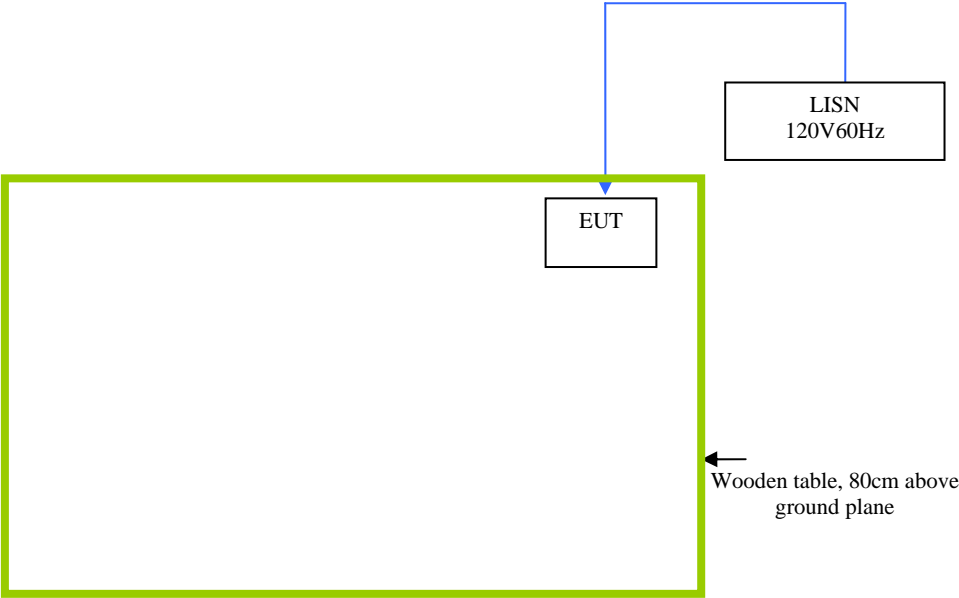 LISN
120V60Hz
EUT
Wooden table, 80cm above
ground plane